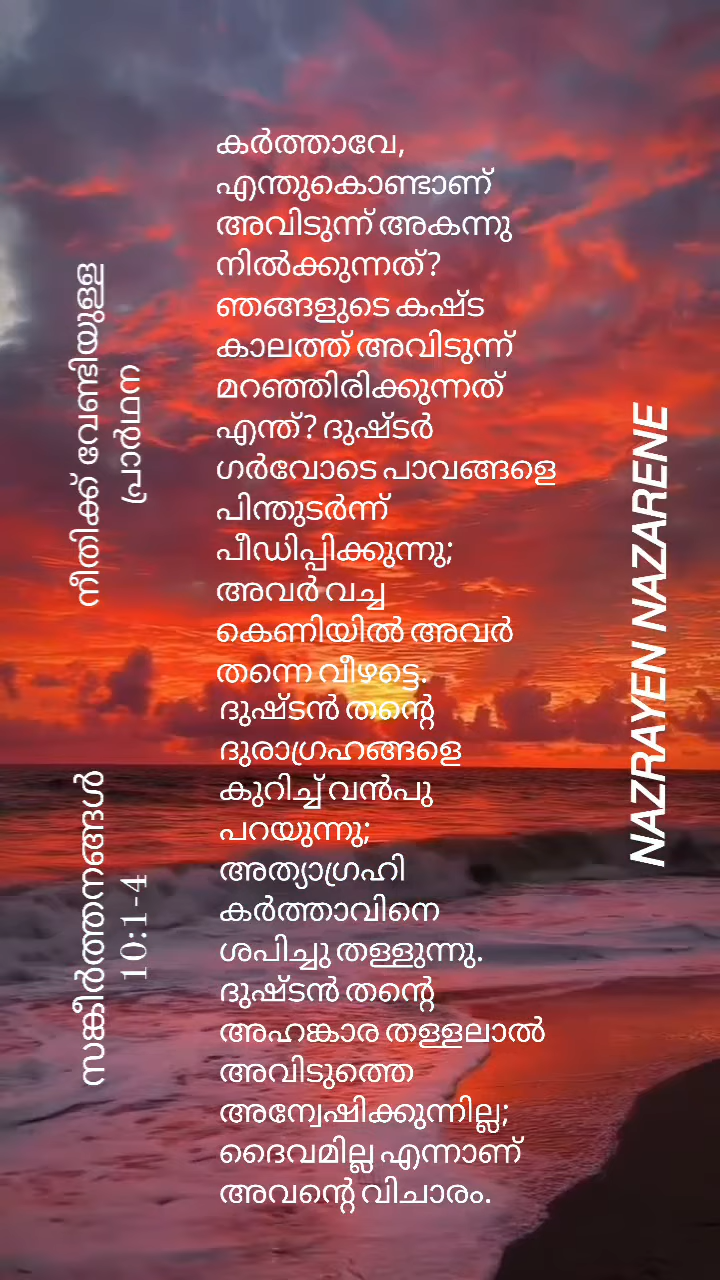 നീതിക്ക് വേണ്ടിയുള്ള
പ്രാർഥന
കർത്താവേ,
എന്തുകൊണ്ടാണ്
അവിടുന്ന് അകന്നു
നിൽക്കുന്നത്?
ഞങ്ങളുടെ കഷ്ട
കാലത്ത് അവിടുന്ന്
മറഞ്ഞിരിക്കുന്നത്
എന്ത്? ദുഷ്ടർ
ഗർവോടെ പാവങ്ങളെ
പിന്തുടർന്ന്
പീഡിപ്പിക്കുന്നു;
അവർ വച്ച
കെണിയിൽ അവർ
തന്നെ വീഴട്ടെ.
ദുഷ്ടൻ തന്റെ
ദുരാഗ്രഹങ്ങളെ
കുറിച്ച് വൻപു
പറയുന്നു;
അത്യാഗ്രഹി
കർത്താവിനെ
ശപിച്ചു തള്ളുന്നു.
ദുഷ്ടൻ തന്റെ
അഹങ്കാര തള്ളലാൽ
അവിടുത്തെ
അന്വേഷിക്കുന്നില്ല;
ദൈവമില്ല എന്നാണ്
അവന്റെ വിചാരം.
സങ്കീർത്തനങ്ങൾ
10:1-4
NAZRAYEN NAZARENE